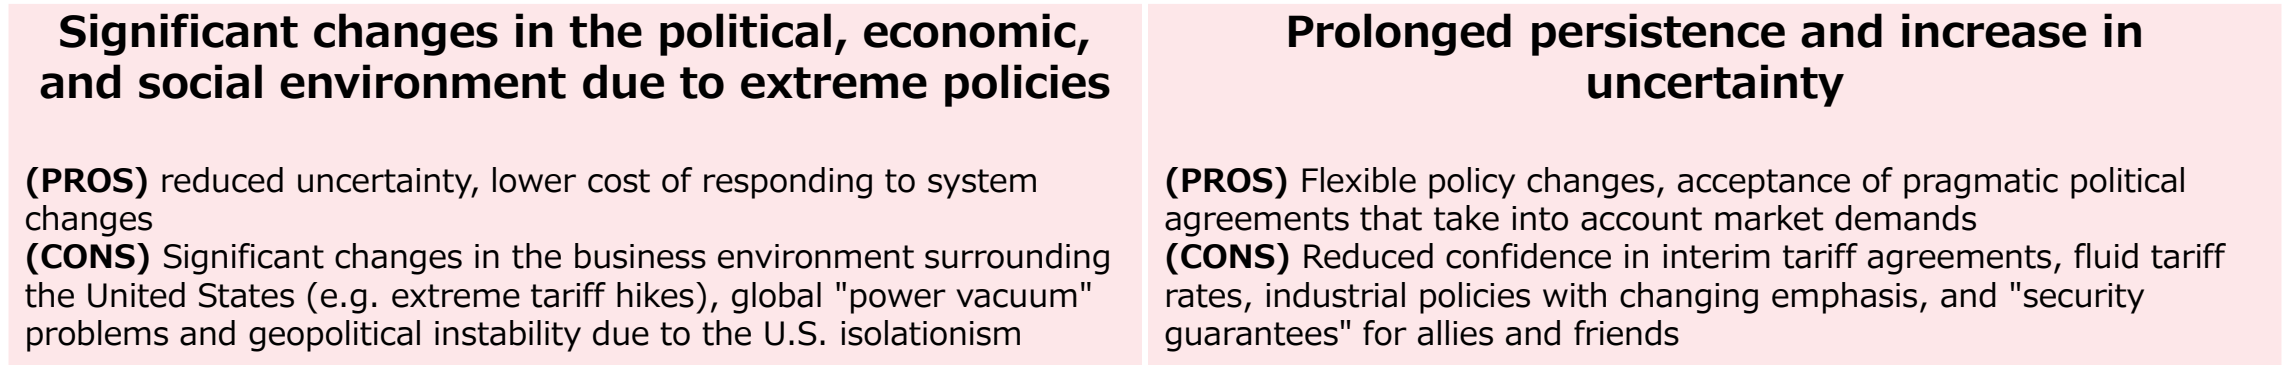 Significant changes in the political, economic,
and social environment due to extreme policies
(PROS) reduced uncertainty, lower cost of responding to system
changes
(CONS) Significant changes in the business environment surrounding
the United States (e.g. extreme tariff hikes), global "power vacuum"
problems and geopolitical instability due to the U.S. isolationism
Prolonged persistence and increase in
uncertainty
(PROS) Flexible policy changes, acceptance of pragmatic political
agreements that take into account market demands
(CONS) Reduced confidence in interim tariff agreements, fluid tariff
rates, industrial policies with changing emphasis, and "security
guarantees" for allies and friends